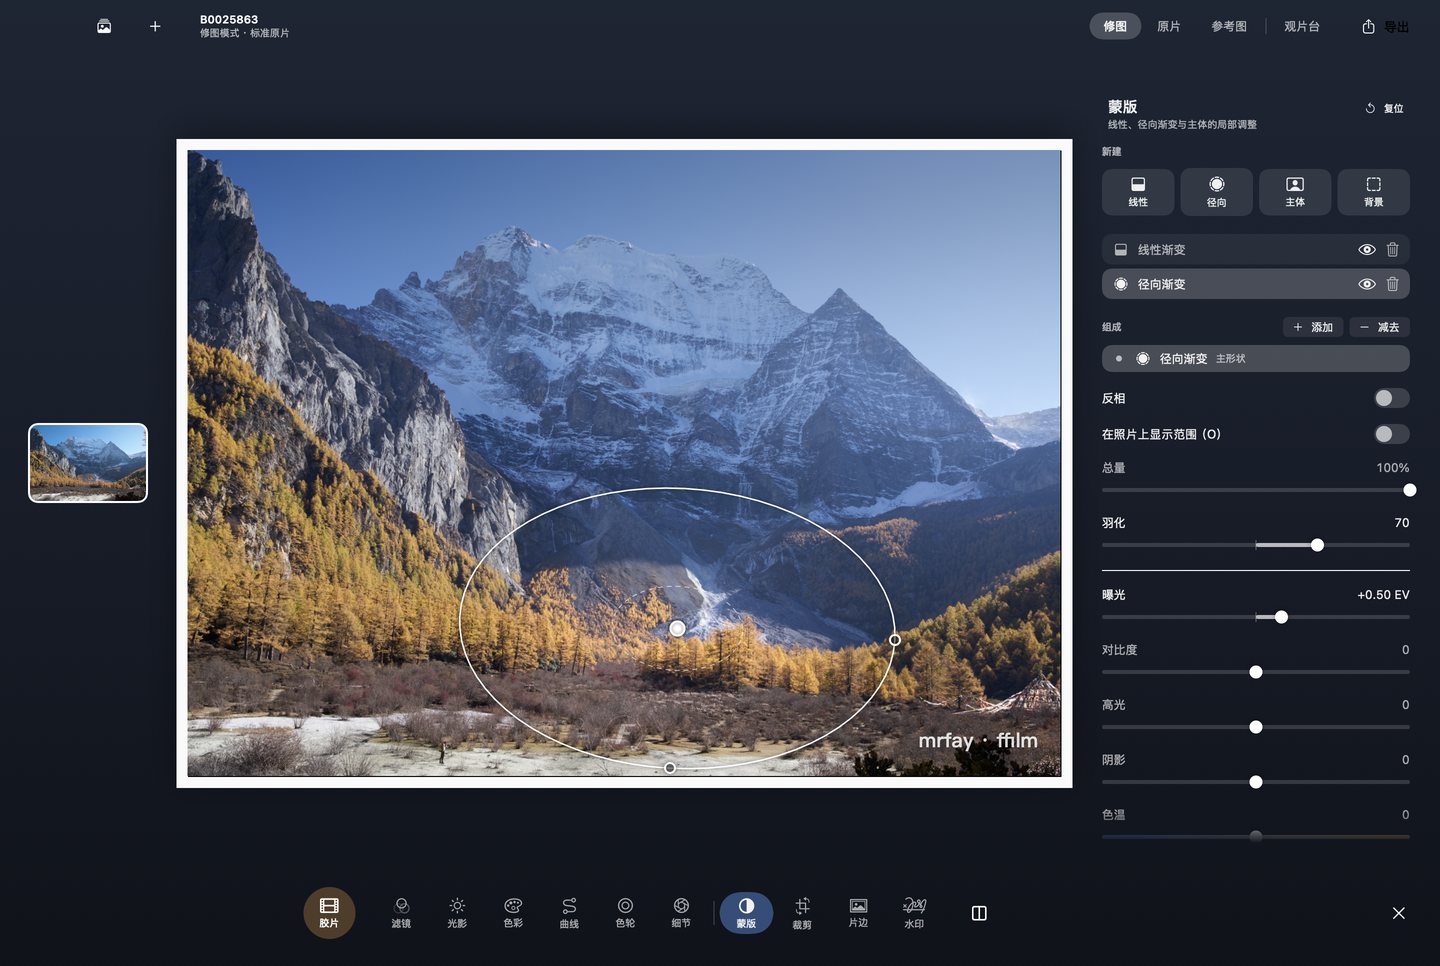 B0025863
修图模式 · 标准原片
修图
原片
参考图
观片台
导出
蒙版
线性、径向渐变与主体的局部调整
复位
新建
线性
径向
主体
背景
线性渐变
径向渐变
组成
添加
减去
径向渐变 主形状
反相
在照片上显示范围 (O)
总量 100%
羽化 70
曝光 +0.50 EV
对比度 0
高光 0
阴影 0
色温 0
mrfay · ffilm
胶片
滤镜
光影
色彩
曲线
色轮
细节
蒙版
裁剪
片边
水印